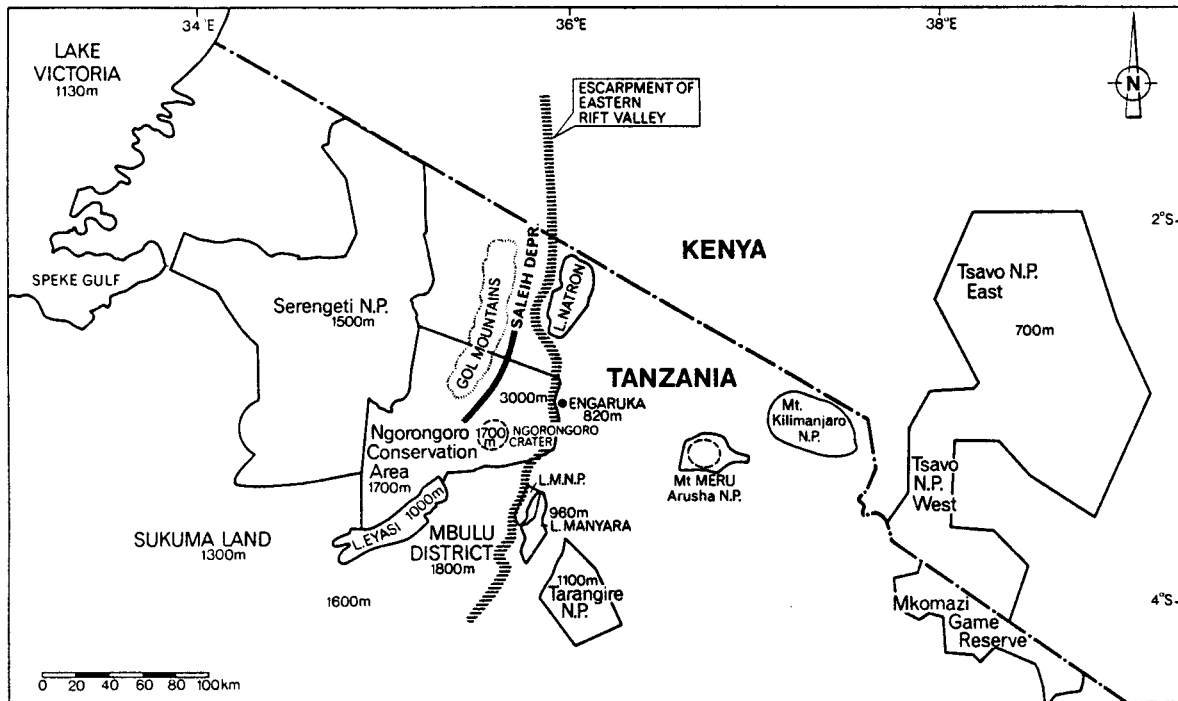 34°E
36°E
38°E
LAKE
VICTORIA
1130m
N
ESCARPMENT OF
EASTERN
RIFT VALLEY
2°S
KENYA
SPEKE GULF
Serengeti N.P.
1500m
GOL MOUNTAINS
SALEIH DEPR.
L.NATRON
Tsavo N.P.
East
700m
TANZANIA
3000m
ENGARUKA
820m
Mt.
Kilimanjaro
N.P.
Ngorongoro
Conservation
Area
1700m
1700
m
NGORONGORO
CRATER
Mt MERU
Arusha N.P.
Tsavo
N.P.
West
L.M.N.P.
960m
L.MANYARA
L.EYASI 1000m
SUKUMA LAND
1300m
MBULU
DISTRICT
1800m
1600m
1100m
Tarangire
N.P.
4°S
Mkomazi
Game
Reserve
0 20 40 60 80 100km